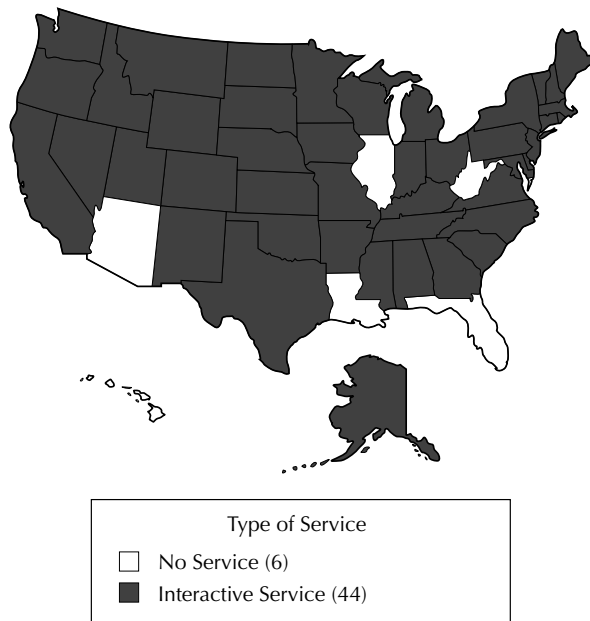 Type of Service
No Service (6)
Interactive Service (44)